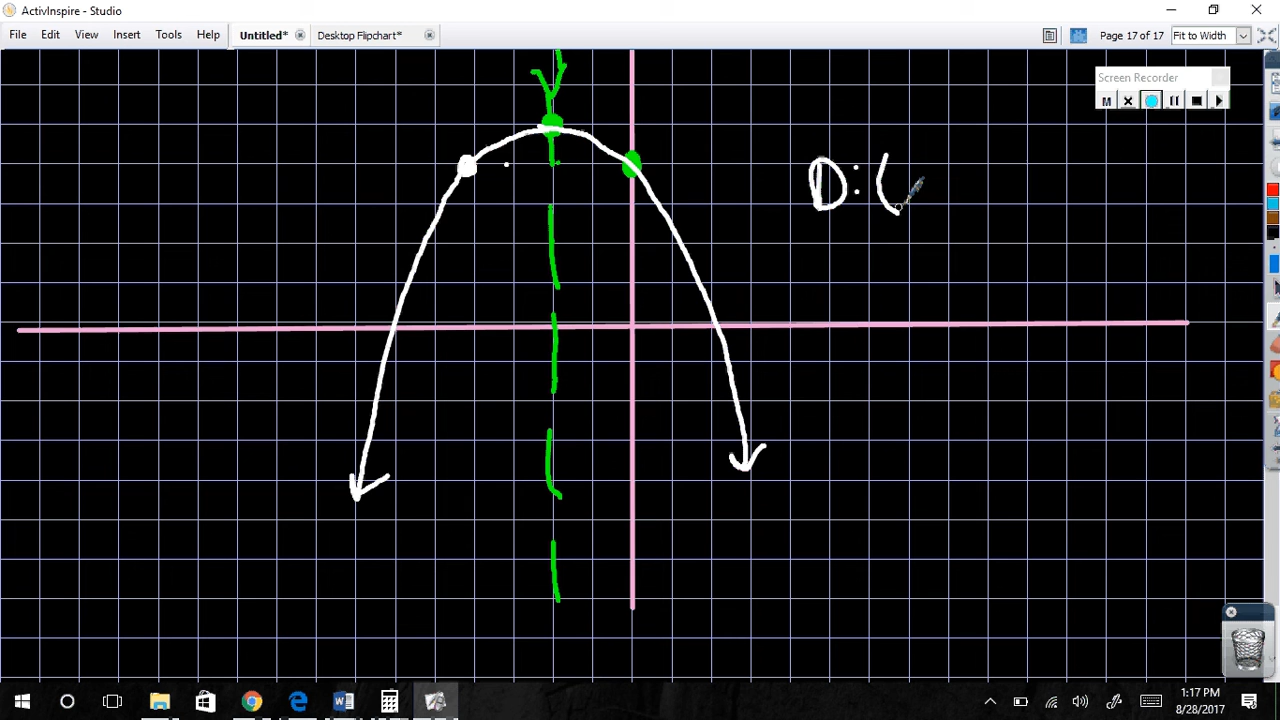 ActivInspire - Studio
File Edit View Insert Tools Help Untitled* Desktop Flipchart* Page 17 of 17 Fit to Width
Screen Recorder
M
D: (
1:17 PM
8/28/2017